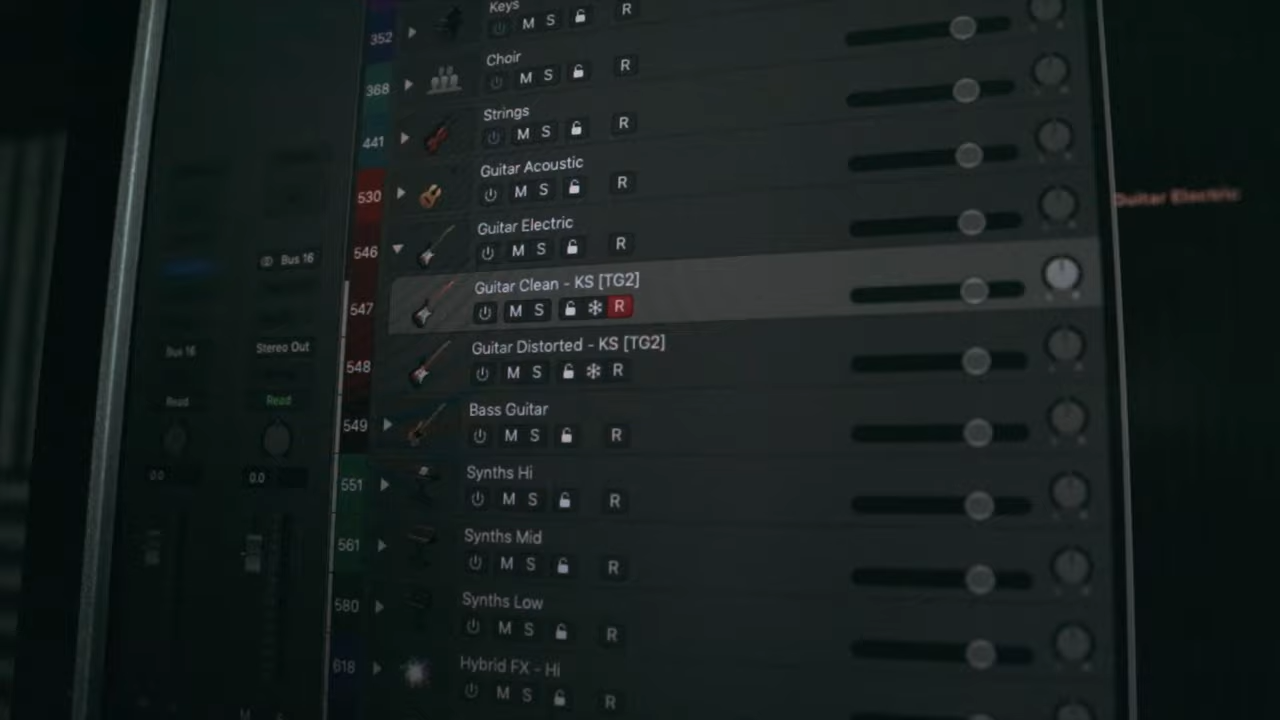 Keys
M S R
352
Choir
M S R
368
Strings
M S R
441
Guitar Acoustic
M S R
530
Guitar Electric
M S R
546
Guitar Clean - KS [TG2]
M S R
547
Guitar Distorted - KS [TG2]
M S R
548
Bass Guitar
M S R
549
Synths Hi
M S R
551
Synths Mid
M S R
561
Synths Low
M S R
580
Hybrid FX - Hi
M S R
618
Bus 16
Bus 16
Stereo Out
Read
Read
0.0
0.0
Guitar Electric